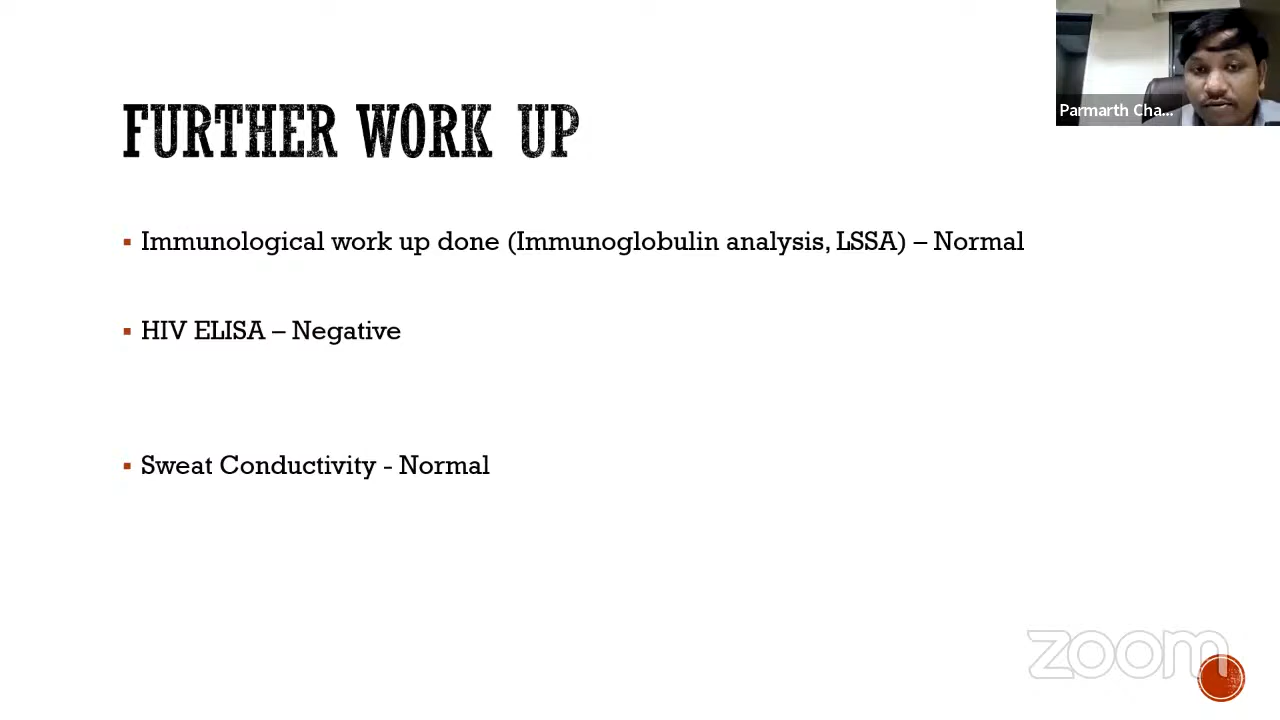 Parmarth Cha...
FURTHER WORK UP
▪ Immunological work up done (Immunoglobulin analysis, LSSA) – Normal
▪ HIV ELISA – Negative
▪ Sweat Conductivity - Normal
zoom